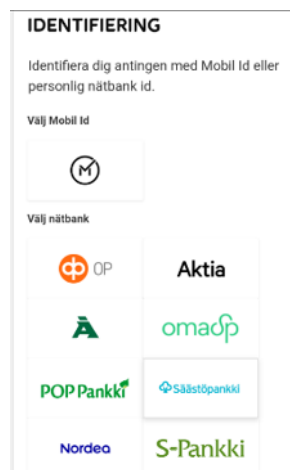 IDENTIFIERING
Identifiera dig antingen med Mobil Id eller
personlig nätbank id.
Välj Mobil Id
M
Välj nätbank
OP OP
Aktia
Å
omasp
POP Pankki
Säästöpankki
Nordea
S-Pankki